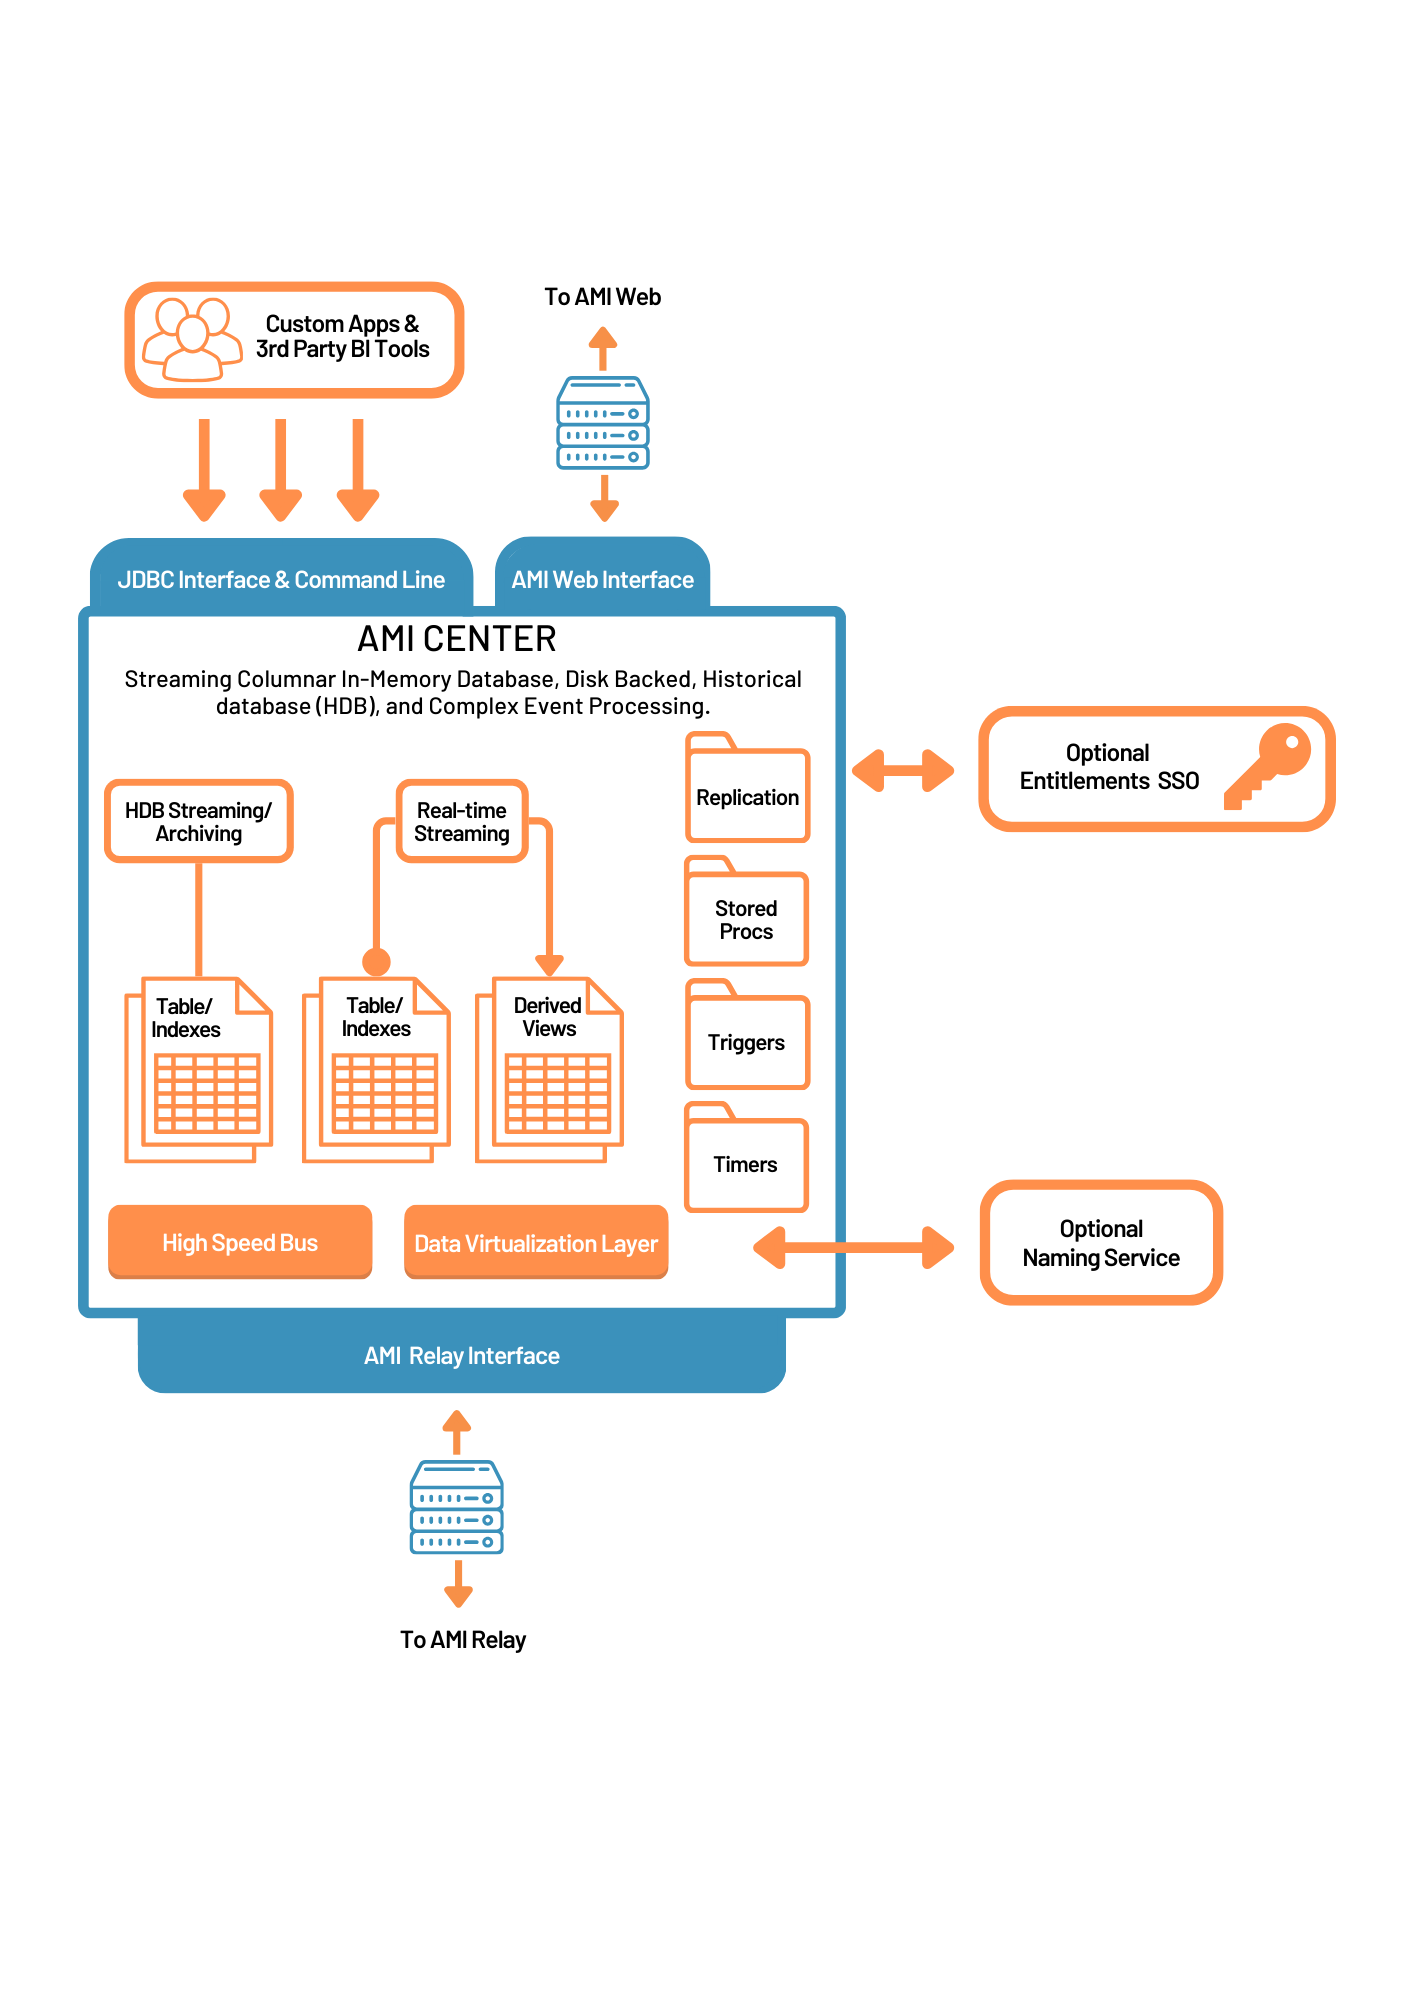 To AMI Web
Custom Apps &
3rd Party BI Tools
JDBC Interface & Command Line
AMI Web Interface
AMI CENTER
Streaming Columnar In-Memory Database, Disk Backed, Historical
database (HDB), and Complex Event Processing.
HDB Streaming/
Archiving
Real-time
Streaming
Replication
Stored
Procs
Triggers
Timers
Table/
Indexes
Table/
Indexes
Derived
Views
High Speed Bus
Data Virtualization Layer
Optional
Entitlements SSO
Optional
Naming Service
AMI Relay Interface
To AMI Relay